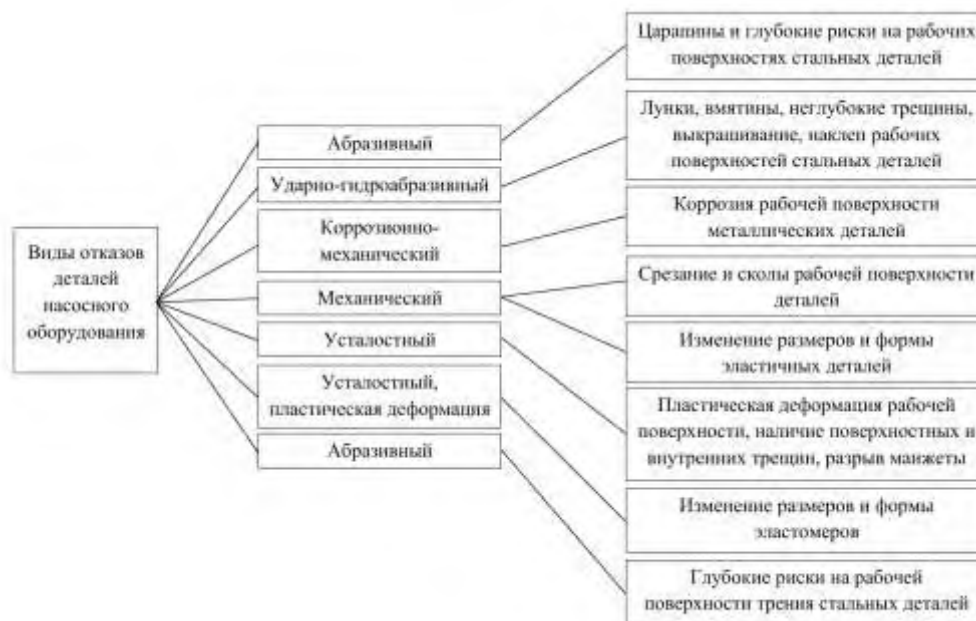 Виды отказов
деталей
насосного
оборудования
Абразивный
Ударно-гидроабразивный
Коррозионно-
механический
Механический
Усталостный
Усталостный,
пластическая деформация
Абразивный
Царапины и глубокие риски на рабочих
поверхностях стальных деталей
Лунки, вмятины, неглубокие трещины,
выкрашивание, наклеп рабочих
поверхностей стальных деталей
Коррозия рабочей поверхности
металлических деталей
Срезание и сколы рабочей поверхности
деталей
Изменение размеров и формы
эластичных деталей
Пластическая деформация рабочей
поверхности, наличие поверхностных и
внутренних трещин, разрыв манжеты
Изменение размеров и формы
эластомеров
Глубокие риски на рабочей
поверхности трения стальных деталей